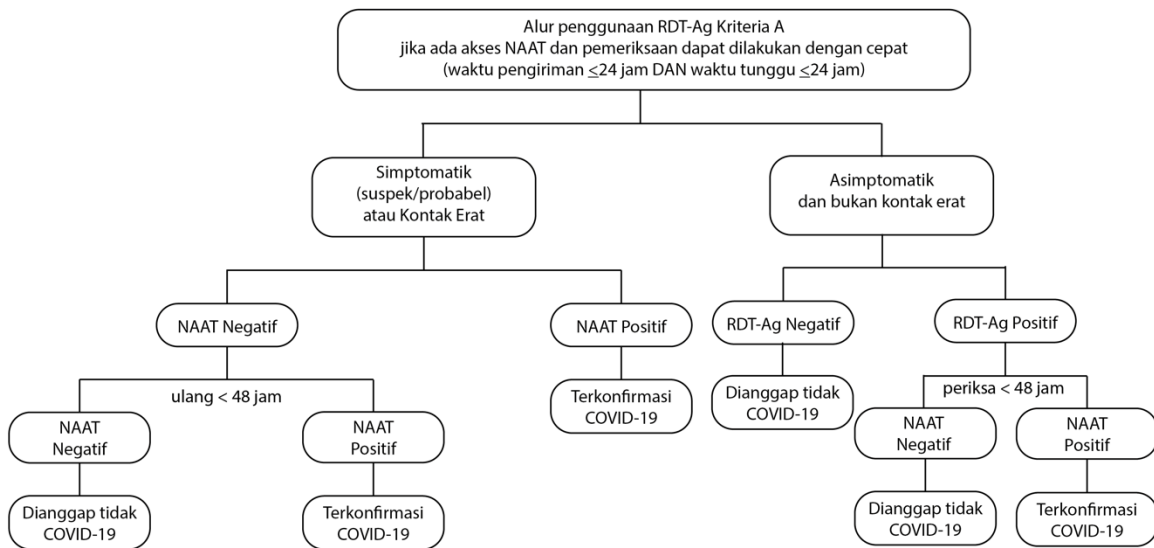 Alur penggunaan RDT-Ag Kriteria A
jika ada akses NAAT dan pemeriksaan dapat dilakukan dengan cepat
(waktu pengiriman ≤24 jam DAN waktu tunggu ≤24 jam)
Simptomatik
(suspek/probabel)
atau Kontak Erat
Asimptomatik
dan bukan kontak erat
NAAT Negatif
NAAT Positif
RDT-Ag Negatif
RDT-Ag Positif
ulang < 48 jam
Terkonfirmasi
COVID-19
Dianggap tidak
COVID-19
periksa < 48 jam
NAAT
Negatif
NAAT
Positif
NAAT
Negatif
NAAT
Positif
Dianggap tidak
COVID-19
Terkonfirmasi
COVID-19
Dianggap tidak
COVID-19
Terkonfirmasi
COVID-19